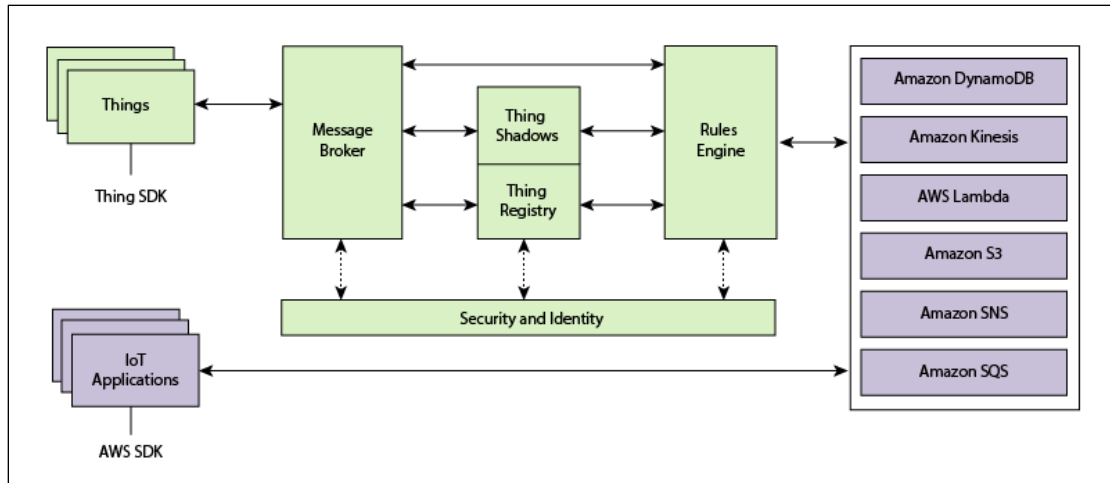 Things
Thing SDK
Message
Broker
Thing
Shadows
Thing
Registry
Rules
Engine
Security and Identity
IoT
Applications
AWS SDK
Amazon DynamoDB
Amazon Kinesis
AWS Lambda
Amazon S3
Amazon SNS
Amazon SQS